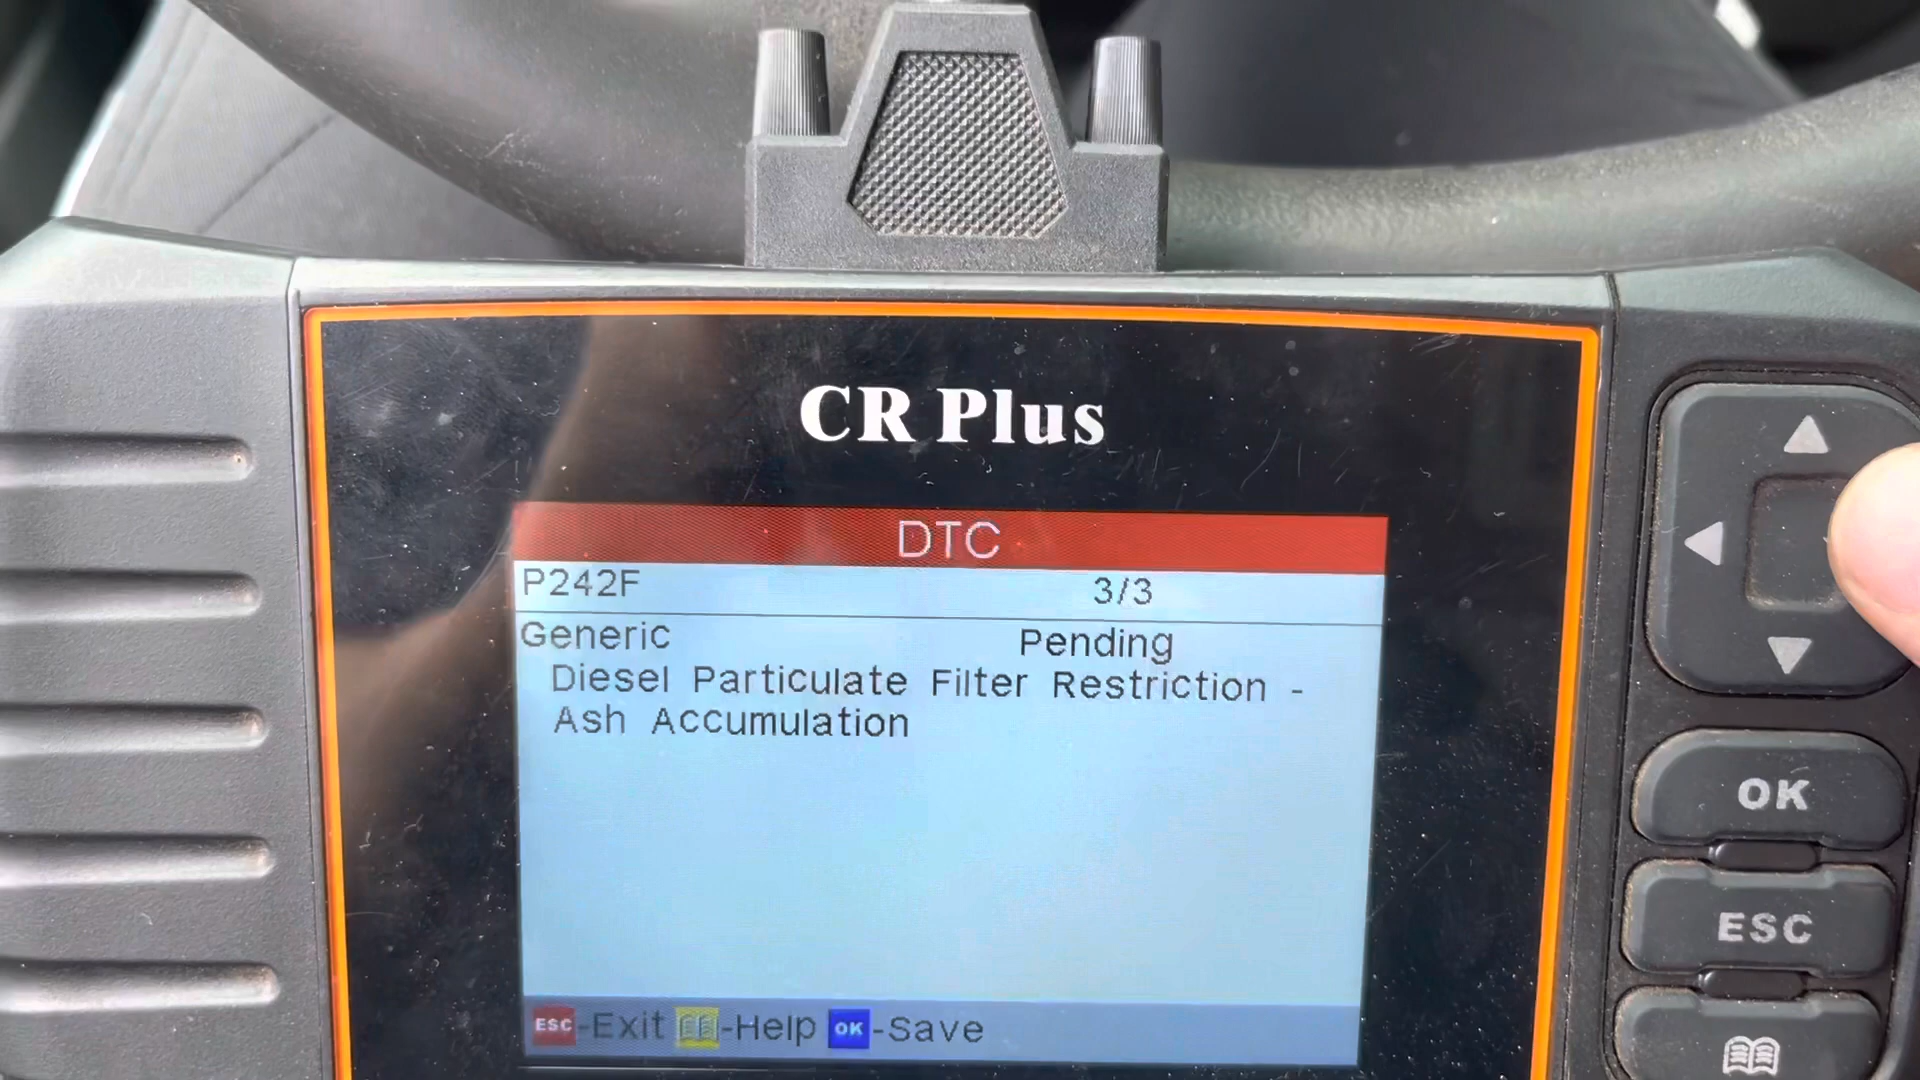 CR Plus
DTC
P242F 3/3
Generic Pending
Diesel Particulate Filter Restriction -
Ash Accumulation
ESC -Exit -Help OK -Save
OK
ESC